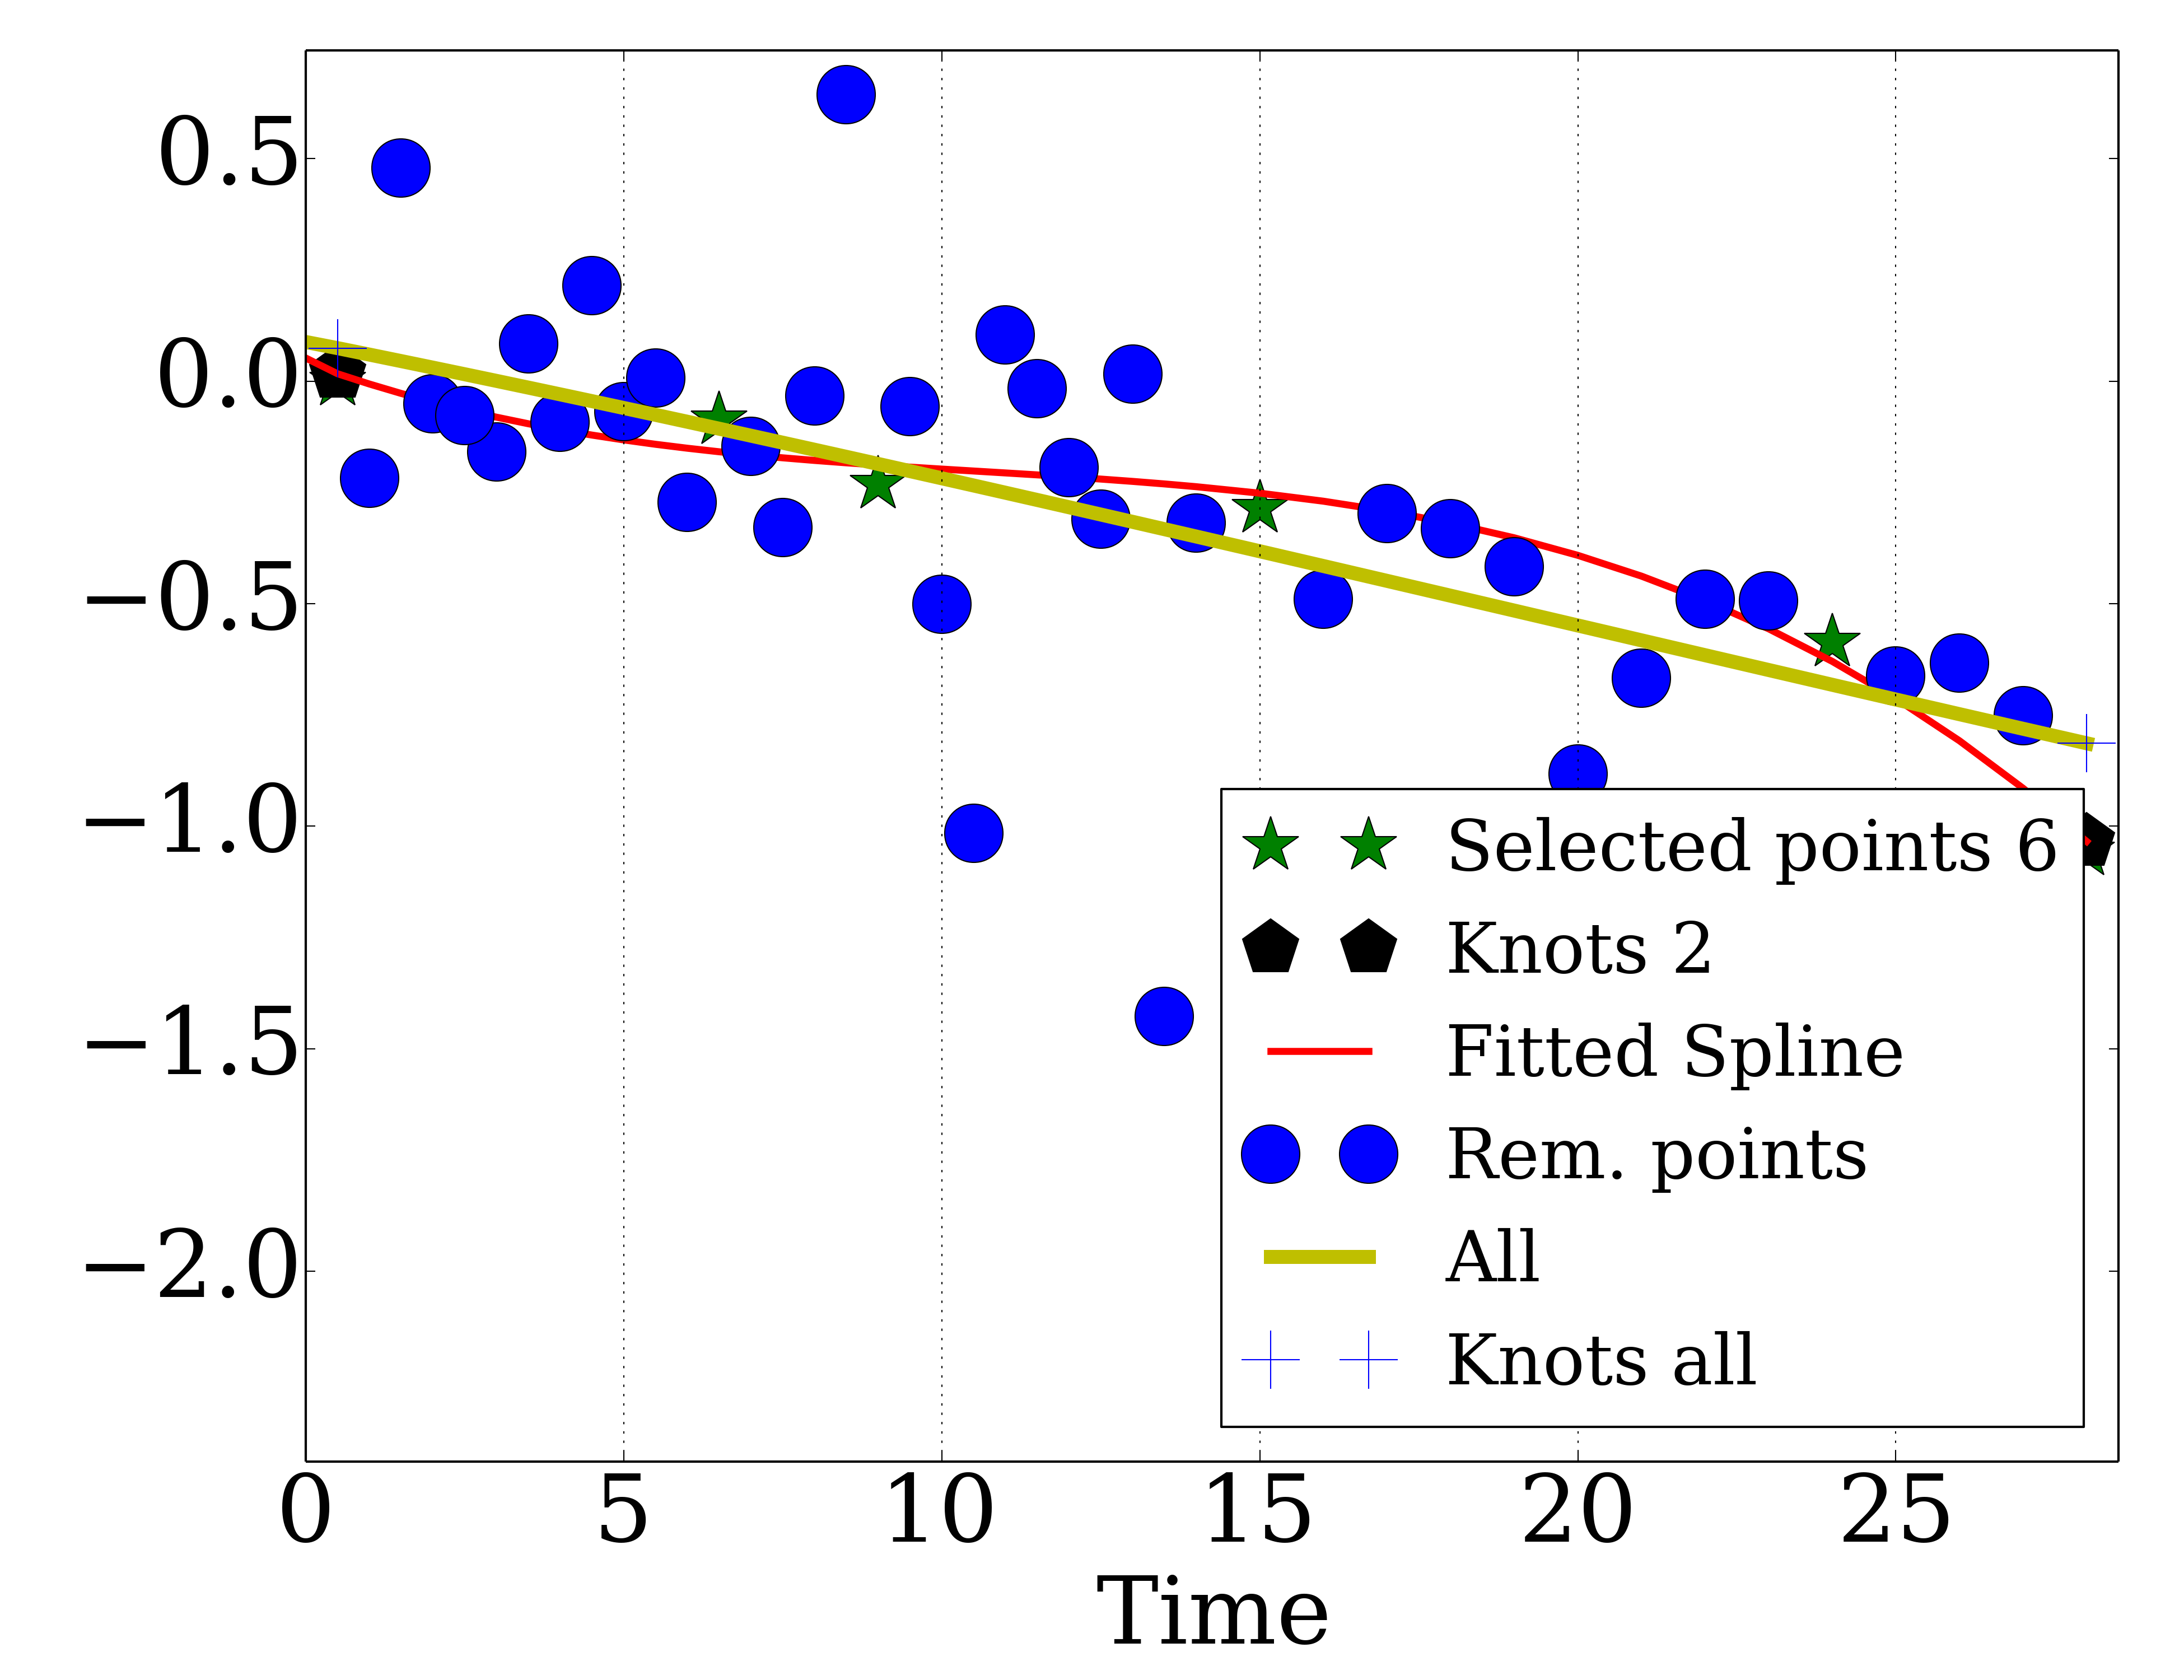 0.5
0.0
−0.5
−1.0
−1.5
−2.0
Selected points 6
Knots 2
Fitted Spline
Rem. points
All
Knots all
0 5 10 15 20 25
Time